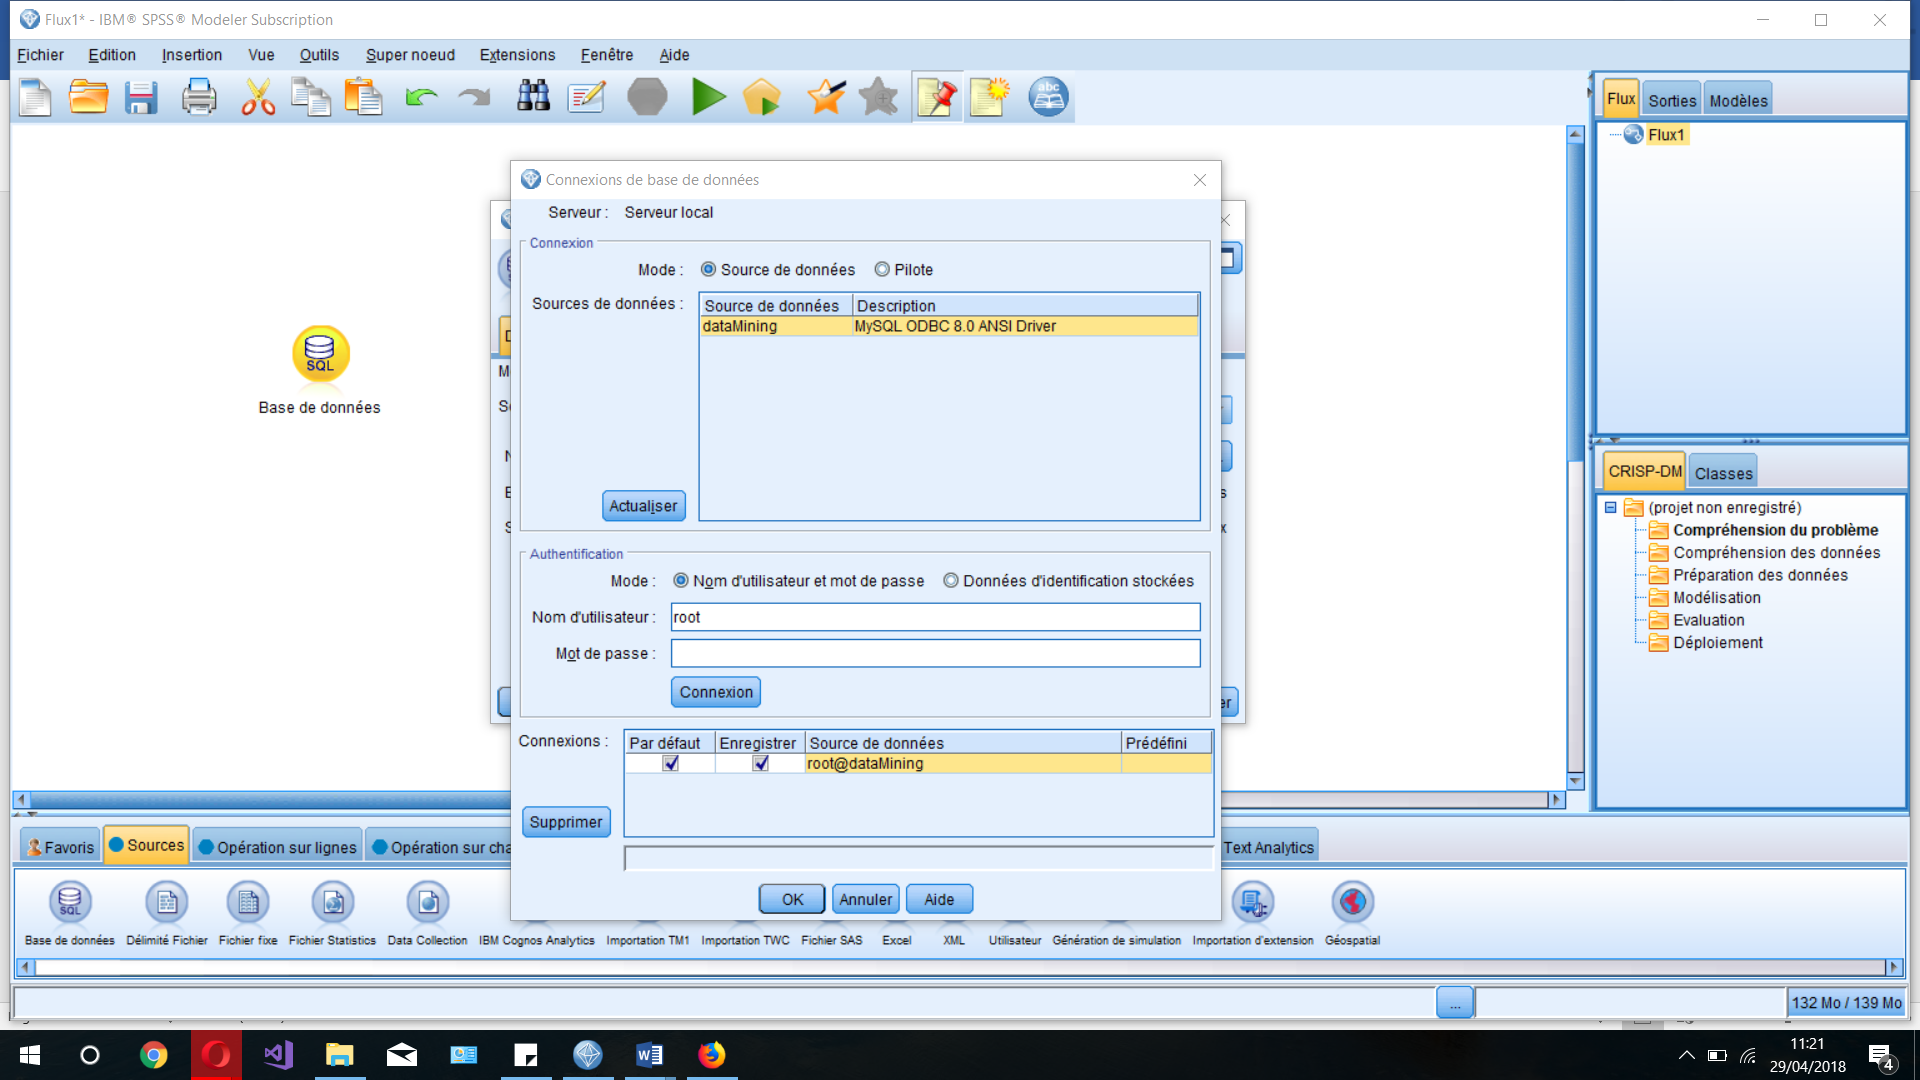 Flux1* - IBM® SPSS® Modeler Subscription
Fichier Edition Insertion Vue Outils Super noeud Extensions Fenêtre Aide
abc
Flux Sorties Modèles
Flux1
SQL
Base de données
Connexions de base de données
Serveur : Serveur local
Connexion
Mode : Source de données Pilote
Sources de données : Source de données Description
dataMining MySQL ODBC 8.0 ANSI Driver
Actualiser
Authentification
Mode : Nom d'utilisateur et mot de passe Données d'identification stockées
Nom d'utilisateur : root
Mot de passe :
Connexion
Connexions : Par défaut Enregistrer Source de données Prédéfini
root@dataMining
Supprimer
OK Annuler Aide
er
CRISP-DM Classes
(projet non enregistré)
Compréhension du problème
Compréhension des données
Préparation des données
Modélisation
Evaluation
Déploiement
Favoris Sources Opération sur lignes Opération sur cha Text Analytics
SQL
Base de données Délimité Fichier Fichier fixe Fichier Statistics Data Collection IBM Cognos Analytics Importation TM1 Importation TWC Fichier SAS Excel XML Utilisateur Génération de simulation Importation d'extension Géospatial
... 132 Mo / 139 Mo
11:21
29/04/2018
4